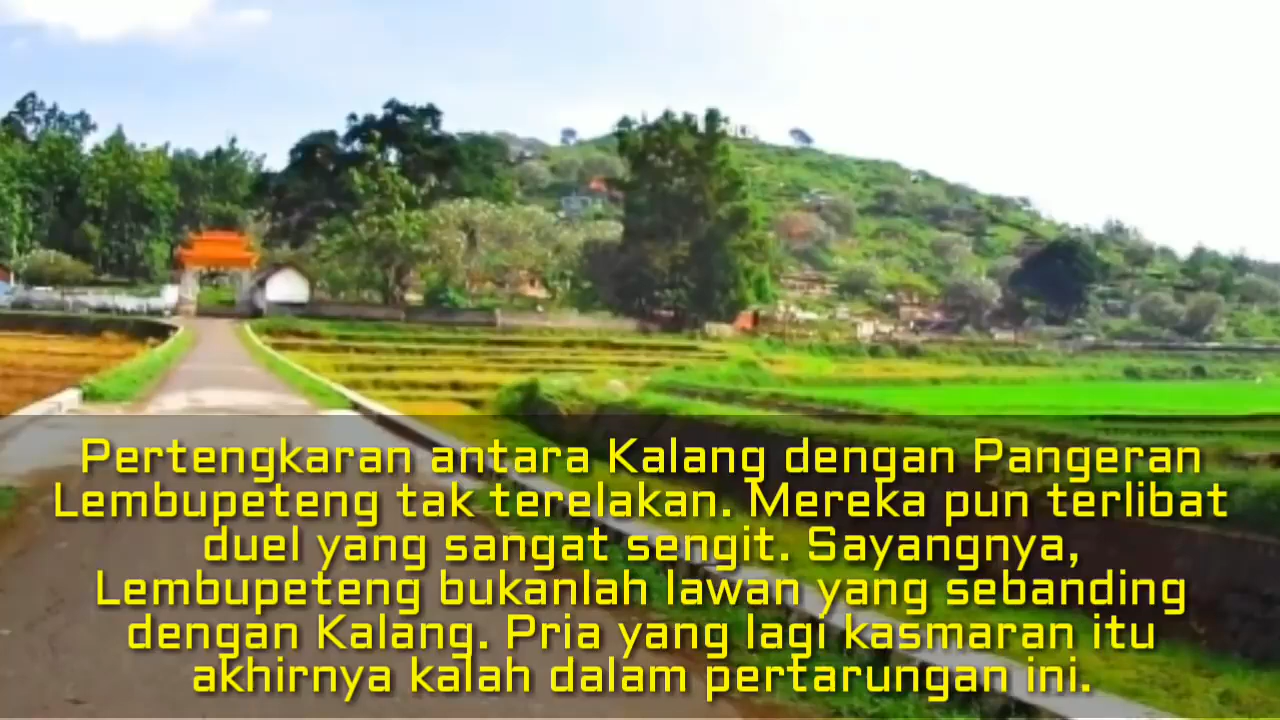 Pertengkaran antara Kalang dengan Pangeran
Lembupeteng tak terelakan. Mereka pun terlibat
duel yang sangat sengit. Sayangnya,
Lembupeteng bukanlah lawan yang sebanding
dengan Kalang. Pria yang lagi kasmaran itu
akhirnya kalah dalam pertarungan ini.